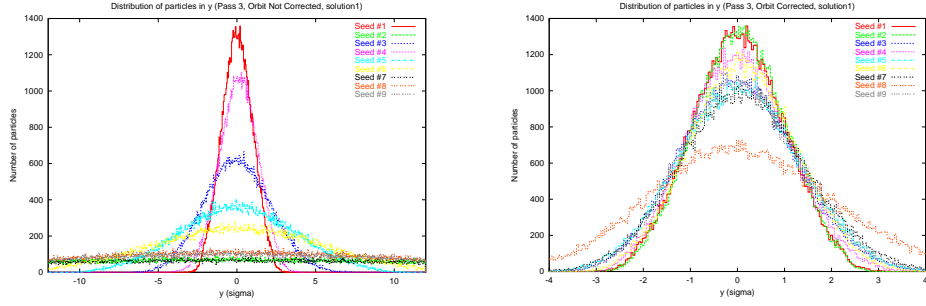 Distribution of particles in y (Pass 3, Orbit Not Corrected, solution1)
1400
1200
1000
800
600
400
200
0
Number of particles
-10
-5
0
5
10
y (sigma)
Seed #1
Seed #2
Seed #3
Seed #4
Seed #5
Seed #6
Seed #7
Seed #8
Seed #9
Distribution of particles in y (Pass 3, Orbit Corrected, solution1)
1400
1200
1000
800
600
400
200
0
Number of particles
-4
-3
-2
-1
0
1
2
3
4
y (sigma)
Seed #1
Seed #2
Seed #3
Seed #4
Seed #5
Seed #6
Seed #7
Seed #8
Seed #9